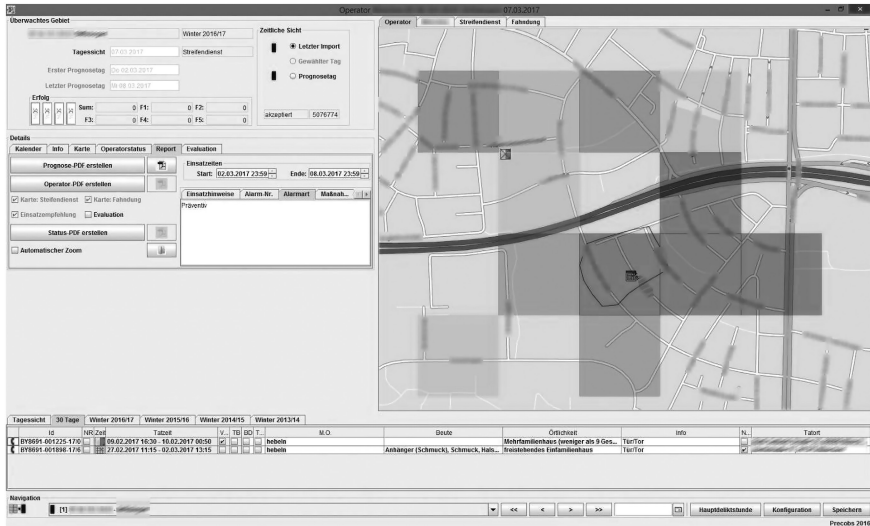 Operator 07.03.2017
Überwachtes Gebiet
Winter 2016/17
Tagessicht 07.03.2017 Streifendienst
Erster Prognosetag Do 02.03.2017
Letzter Prognosetag Mi 08.03.2017
Erfolg
Sum: 0 F1: 0 F2: 0
F3: 0 F4: 0 F5: 0
Zeitliche Sicht
Letzter Import
Gewählter Tag
Prognosetag
akzeptiert 5076774
Details
Kalender Info Karte Operatorstatus Report Evaluation
Prognose-PDF erstellen
Operator-PDF erstellen
Karte: Streifendienst Karte: Fahndung
Einsatzempfehlung Evaluation
Status-PDF erstellen
Automatischer Zoom
Einsatzzeiten
Start: 02.03.2017 23:59 Ende: 08.03.2017 23:59
Einsatzhinweise Alarm-Nr. Alarmart Maßnah...
Präventiv
Operator Streifendienst Fahndung
Tagessicht 30 Tage Winter 2016/17 Winter 2015/16 Winter 2014/15 Winter 2013/14
Id NR Zeit Tatzeit V... TB BD T... M.O. Beute Örtlichkeit Info N... Tatort
BY8691-001225-17/0 09.02.2017 16:30 - 10.02.2017 00:50 hebeln Mehrfamilienhaus (weniger als 9 Ges... Tür/Tor
BY8691-001898-17/6 27.02.2017 11:15 - 02.03.2017 13:15 hebeln Anhänger (Schmuck), Schmuck, Hals... freistehendes Einfamilienhaus Tür/Tor
Navigation
[1] << < > >> Hauptdeliktstunde Konfiguration Speichern
Precobs 2016